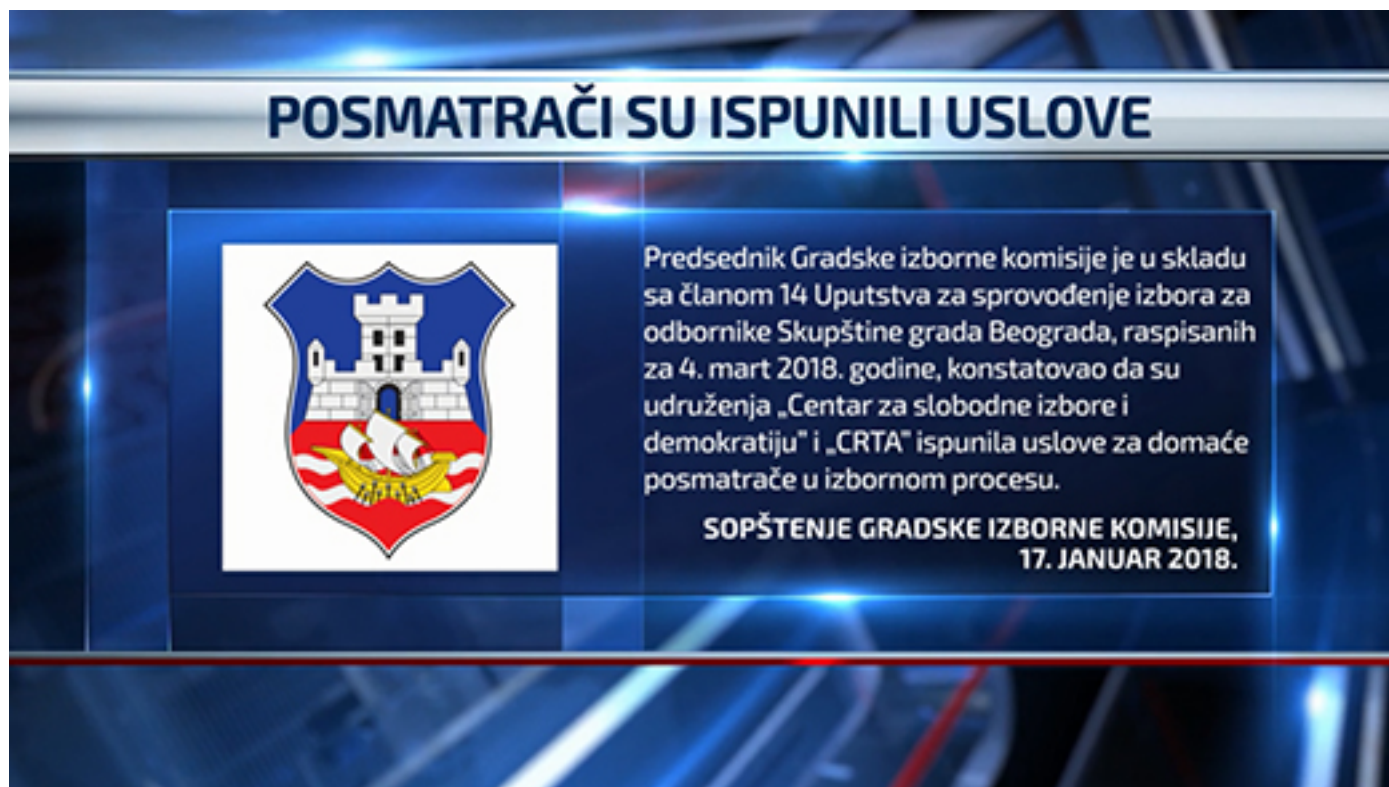 POSMATRAČI SU ISPUNILI USLOVE
Predsednik Gradske izborne komisije je u skladu
sa članom 14 Uputstva za sprovođenje izbora za
odbornike Skupštine grada Beograda, raspisanih
za 4. mart 2018. godine, konstatovao da su
udruženja „Centar za slobodne izbore i
demokratiju” i „CRTA” ispunila uslove za domaće
posmatrače u izbornom procesu.
SOPŠTENJE GRADSKE IZBORNE KOMISIJE,
17. JANUAR 2018.